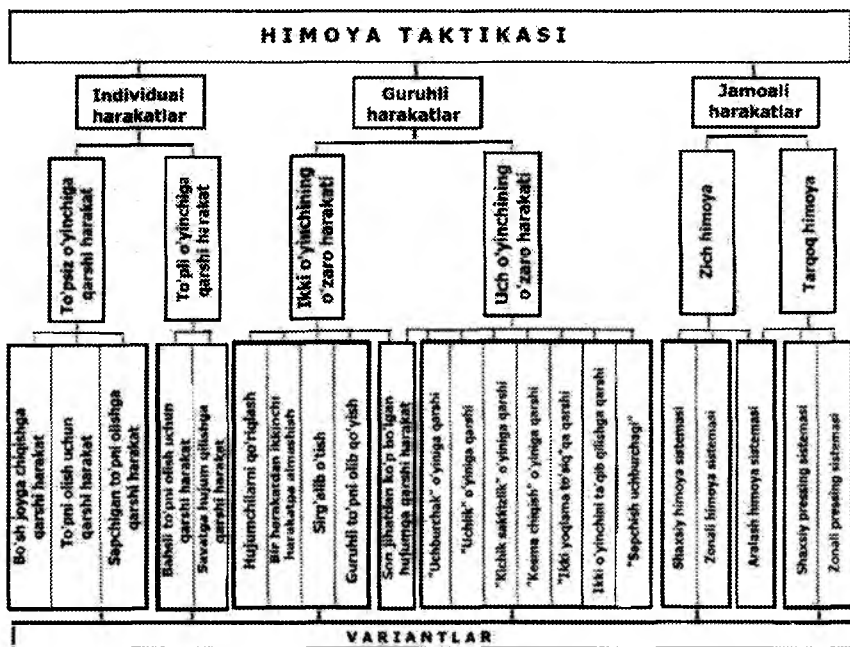 HIMOYA TAKTIKASI
Individual
harakatlar
Guruhli
harakatlar
Jamoali
harakatlar
To'psiz o'yinchiga
qarshi harakat
To'pli o'yinchiga
qarshi harakat
Ikki o'yinchining
o'zaro harakati
Uch o'yinchining
o'zaro harakati
Zich himoya
Tarqoq himoya
Bo'sh joyga chiqishga
qarshi harakat
To'pni olish uchun
qarshi harakat
Sapchigan to'pni olishga
qarshi harakat
Bahsli to'pni olish uchun
qarshi harakat
Savatga hujum qilishga
qarshi harakat
Hujumchilarni qo'riqlash
Bir harakatdan ikkinchi
harakatga almashish
Sirg'alib o'tish
Guruhli to'pni olib qo'yish
Son jihatdan ko'p bo'lgan
hujumga qarshi harakat
"Uchburchak" o'yiniga qarshi
"Uchlik" o'yiniga qarshi
"Kichik sakkizlik" o'yiniga qarshi
"Kesma chiqish" o'yiniga qarshi
"Ikki yoqlama to'siq"qa qarshi
Ikki o'yinchini ta'qib qilishga qarshi
"Sapchish uchburchagi"
Shaxsiy himoya sistemasi
Zonali himoya sistemasi
Aralash himoya sistemasi
Shaxsiy pressing sistemasi
Zonali pressing sistemasi
VARIANTLAR